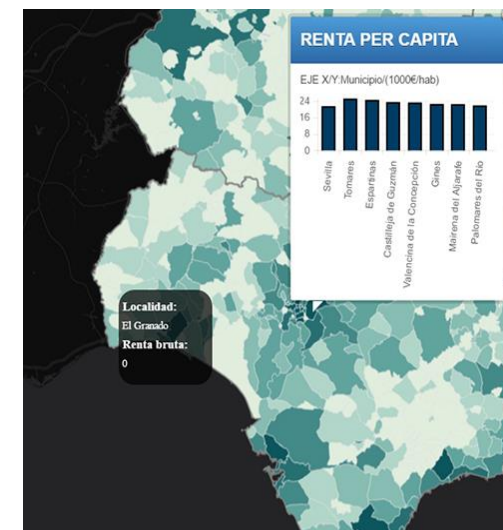 RENTA PER CAPITA
EJE X/Y:Municipio/(1000€/hab)
24
16
8
0
Sevilla
Tomares
Espartinas
Castilleja de Guzmán
Valencina de la Concepción
Gines
Mairena del Aljarafe
Palomares del Río
Localidad:
El Granado
Renta bruta:
0